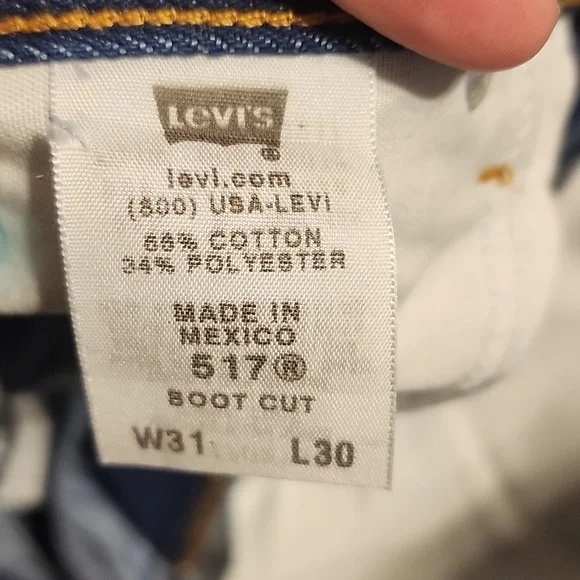 Levi's
®
levi.com
(800) USA-LEVI
66% COTTON
34% POLYESTER
MADE IN
MEXICO
517®
BOOT CUT
W31 L30